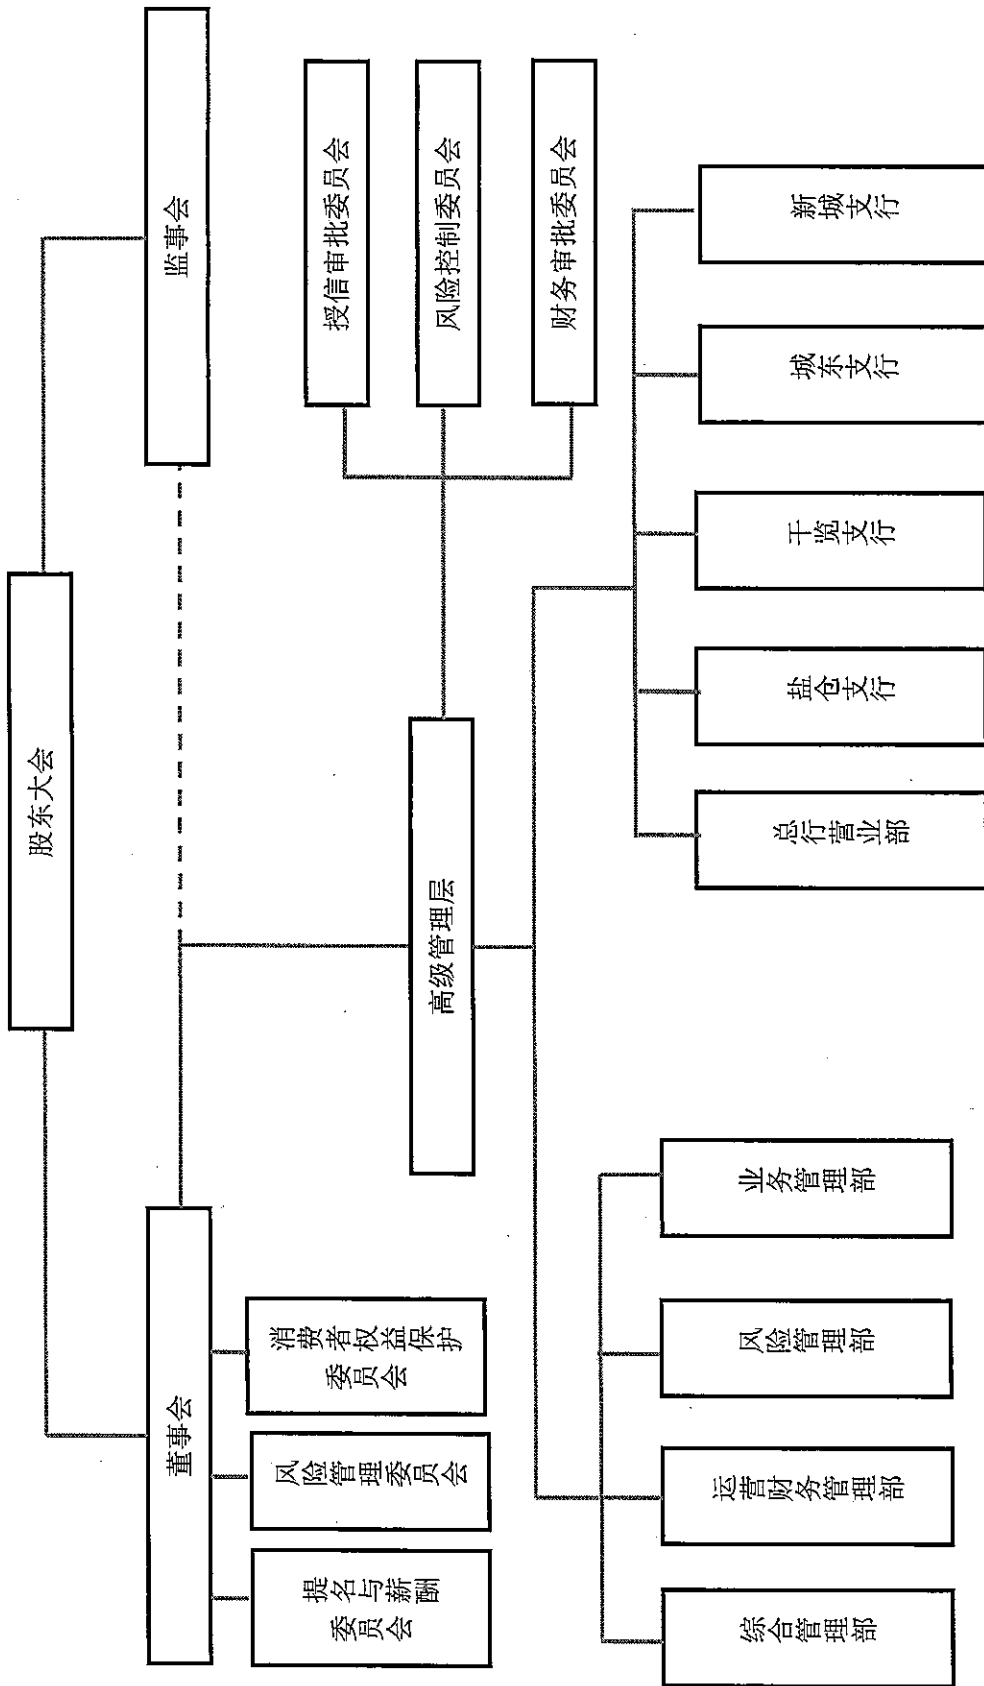 股东大会
董事会
监事会
提名与薪酬
委员会
风险管理委员会
消费者权益保护
委员会
高级管理层
授信审批委员会
风险控制委员会
财务审批委员会
综合管理部
运营财务管理部
风险管理部
业务管理部
总行营业部
盐仓支行
干览支行
城东支行
新城支行